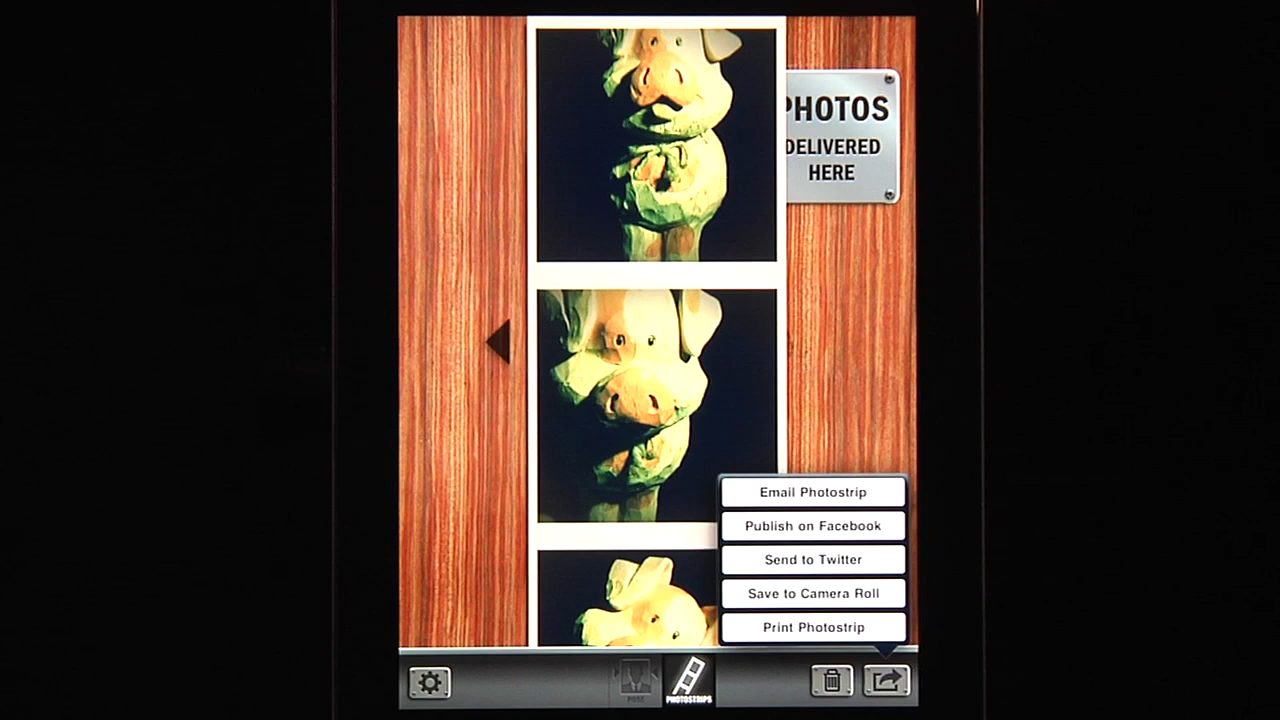 PHOTOS
DELIVERED
HERE
Email Photostrip
Publish on Facebook
Send to Twitter
Save to Camera Roll
Print Photostrip
PHOTOSTRIPS